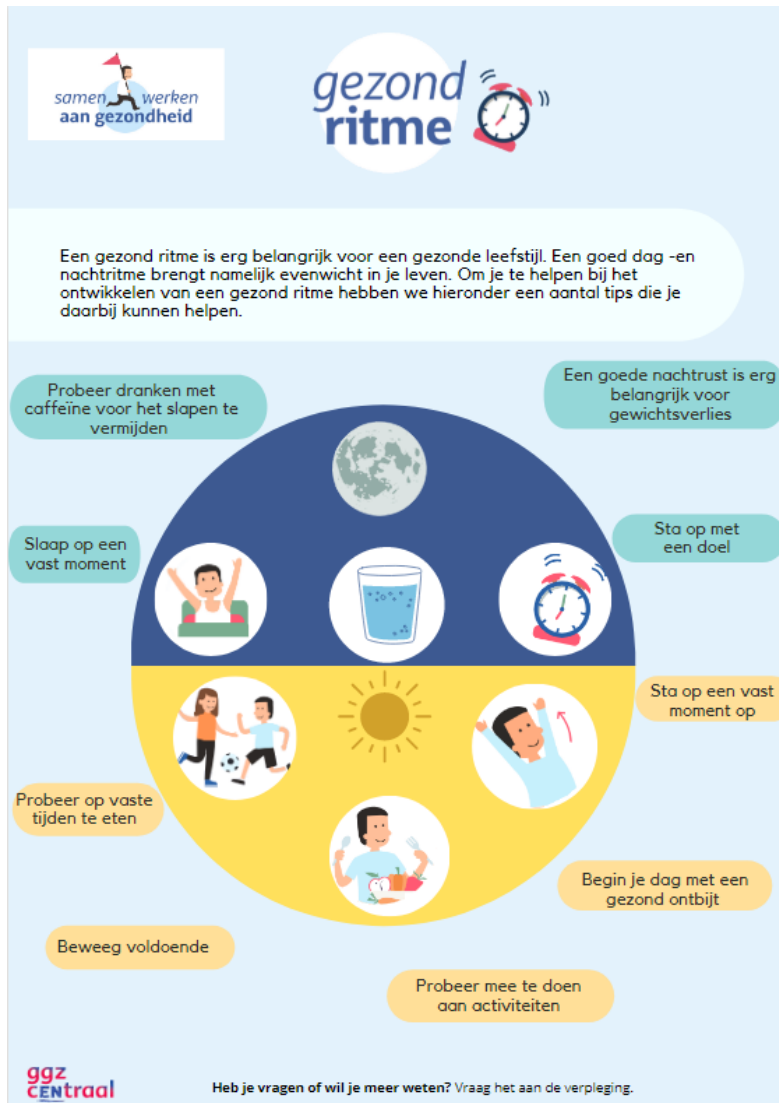 samen werken
aan gezondheid
gezond
ritme
Een gezond ritme is erg belangrijk voor een gezonde leefstijl. Een goed dag -en
nachtritme brengt namelijk evenwicht in je leven. Om je te helpen bij het
ontwikkelen van een gezond ritme hebben we hieronder een aantal tips die je
daarbij kunnen helpen.
Probeer dranken met
caffeïne voor het slapen te
vermijden
Een goede nachtrust is erg
belangrijk voor
gewichtsverlies
Slaap op een
vast moment
Sta op met
een doel
Sta op een vast
moment op
Probeer op vaste
tijden te eten
Begin je dag met een
gezond ontbijt
Beweeg voldoende
Probeer mee te doen
aan activiteiten
ggz
CENtraal
Heb je vragen of wil je meer weten? Vraag het aan de verpleging.